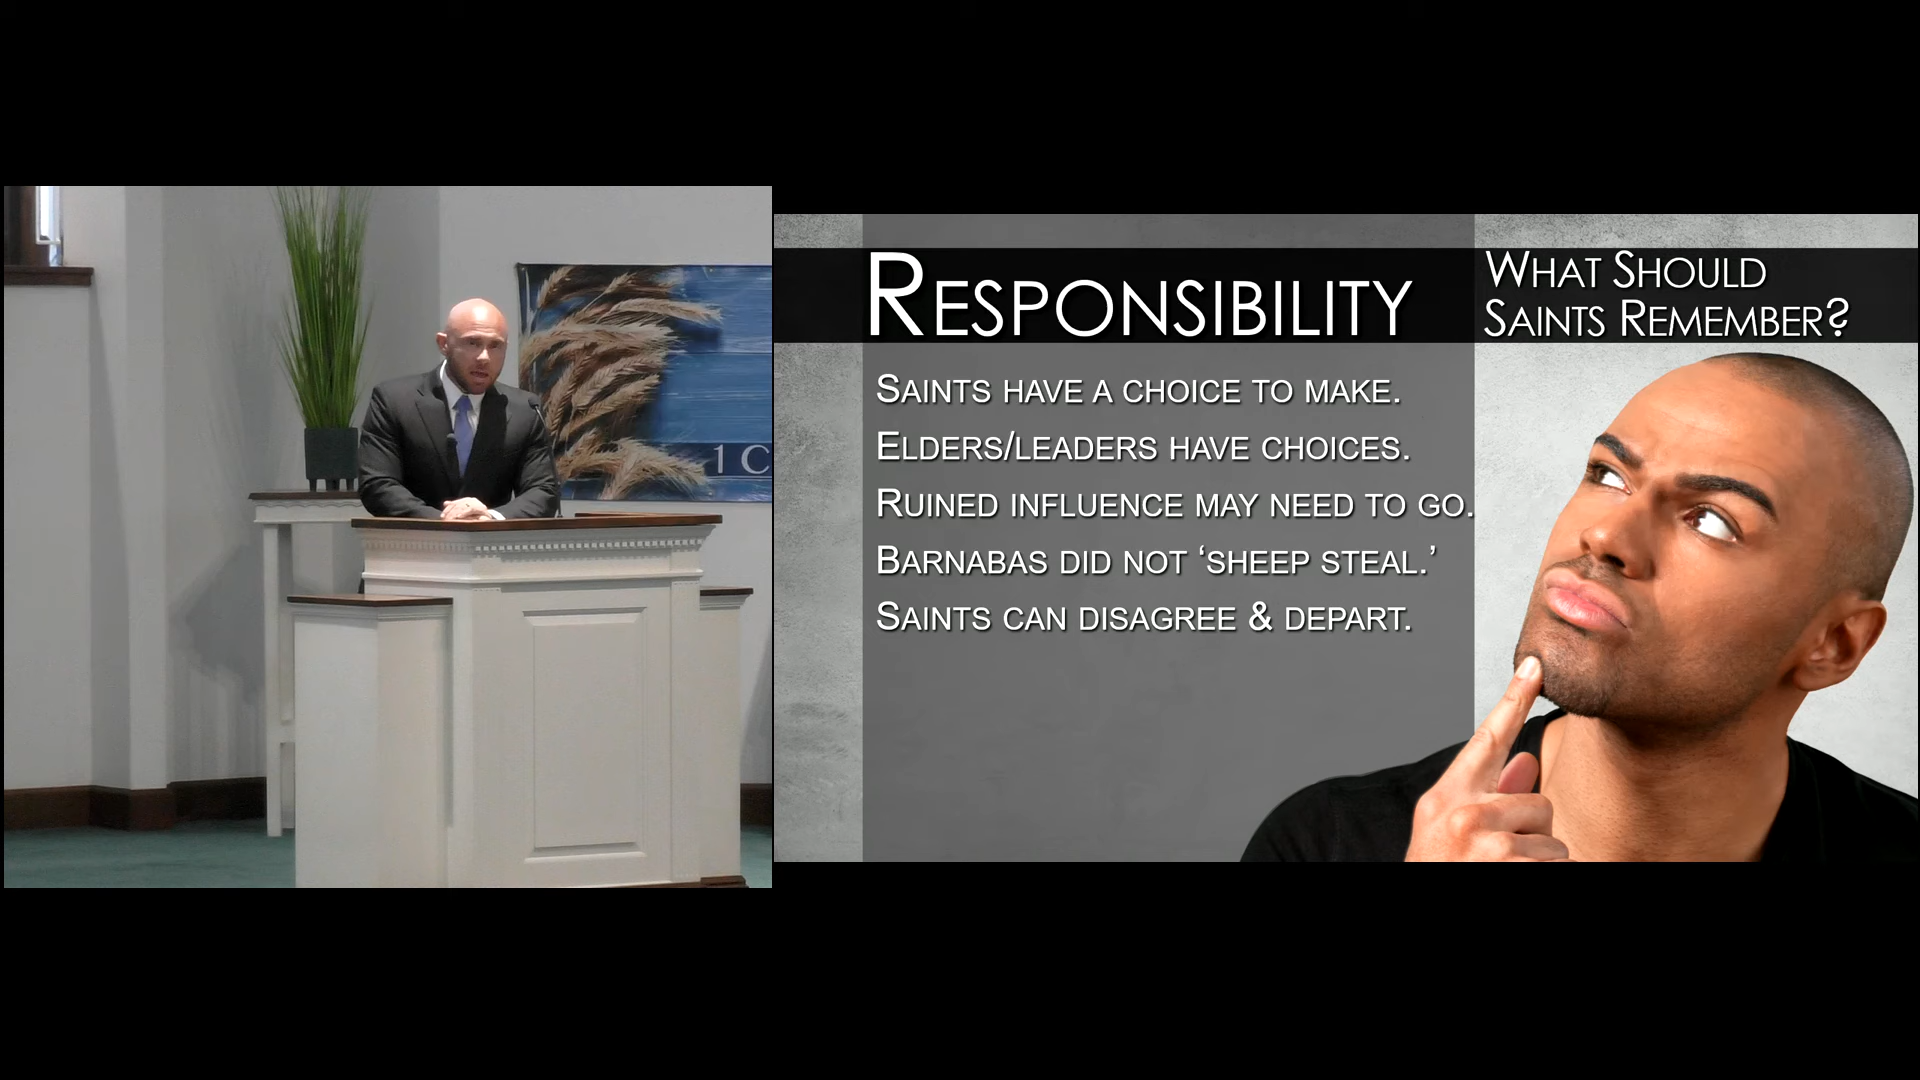 1 C
RESPONSIBILITY
WHAT SHOULD
SAINTS REMEMBER?
SAINTS HAVE A CHOICE TO MAKE.
ELDERS/LEADERS HAVE CHOICES.
RUINED INFLUENCE MAY NEED TO GO.
BARNABAS DID NOT ‘SHEEP STEAL.’
SAINTS CAN DISAGREE & DEPART.